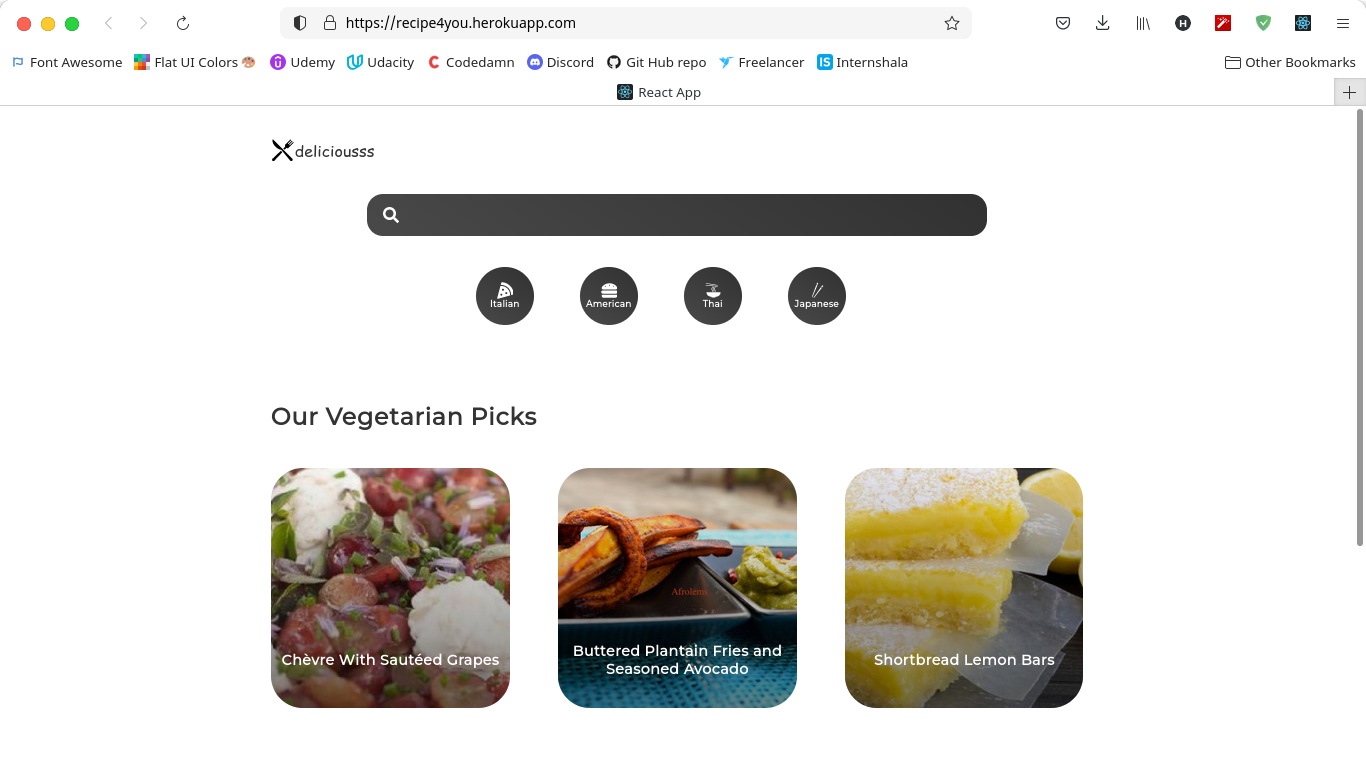 https://recipe4you.herokuapp.com
Font Awesome Flat UI Colors Udemy Udacity Codedamn Discord Git Hub repo Freelancer Internshala Other Bookmarks
React App
deliciousss
Italian American Thai Japanese
Our Vegetarian Picks
Afrolems
Chèvre With Sautéed Grapes
Buttered Plantain Fries and
Seasoned Avocado
Shortbread Lemon Bars